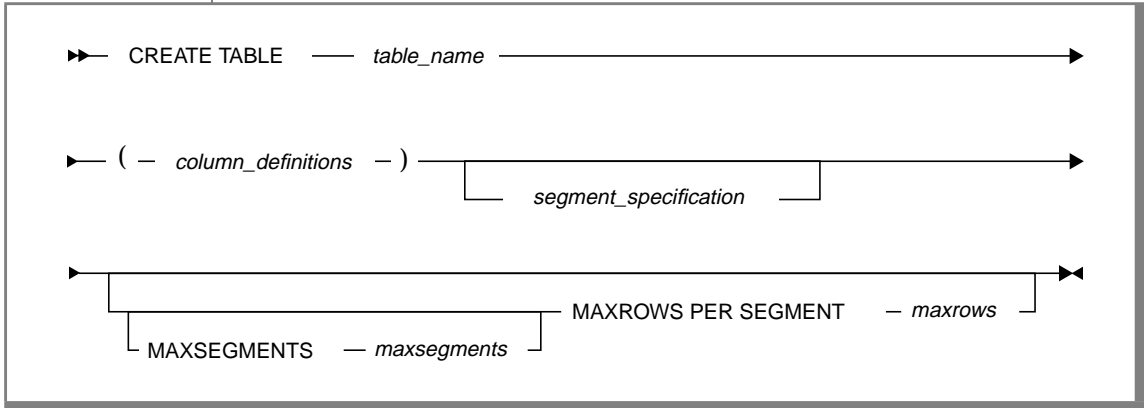 CREATE TABLE table_name
( column_definitions )
segment_specification
MAXROWS PER SEGMENT maxrows
MAXSEGMENTS maxsegments